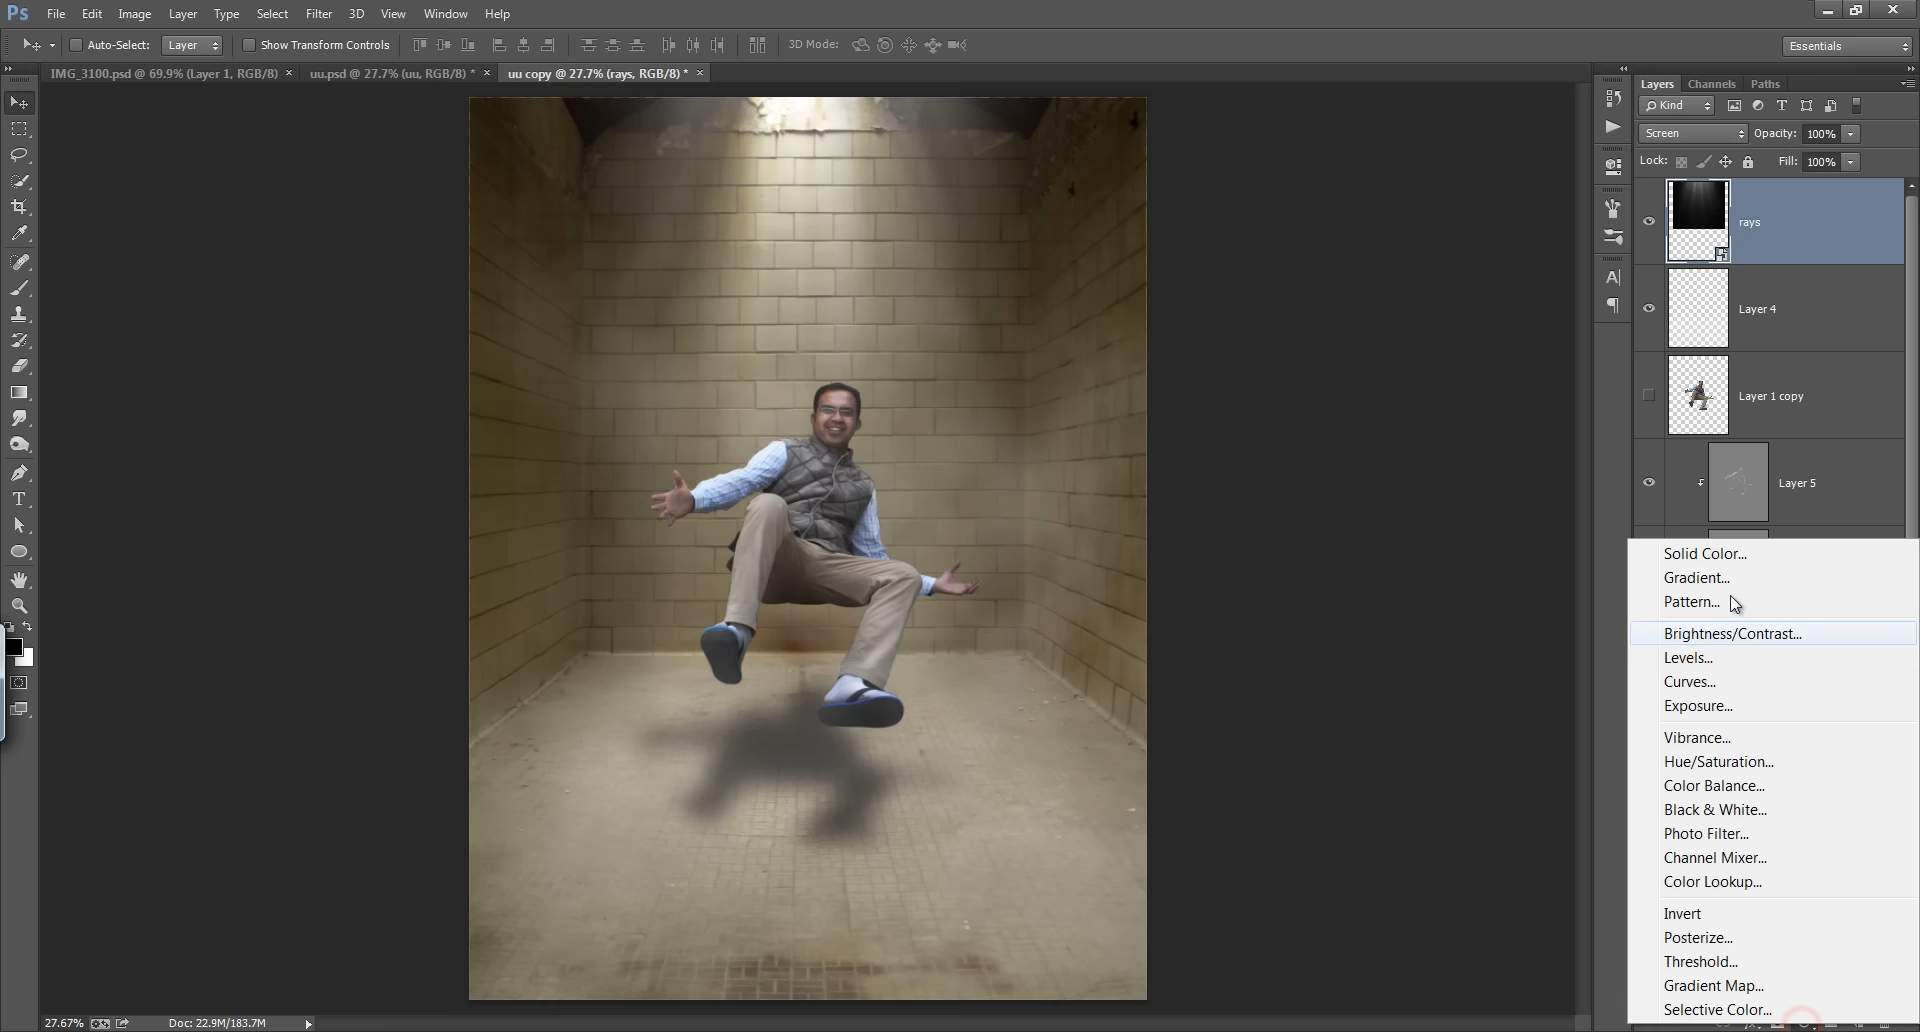 Ps File Edit Image Layer Type Select Filter 3D View Window Help
Auto-Select: Layer Show Transform Controls 3D Mode: Essentials
IMG_3100.psd @ 69.9% (Layer 1, RGB/8) × uu.psd @ 27.7% (uu, RGB/8) * × uu copy @ 27.7% (rays, RGB/8) * ×
Layers Channels Paths
Kind
Screen Opacity: 100%
Lock: Fill: 100%
rays
Layer 4
Layer 1 copy
Layer 5
Solid Color...
Gradient...
Pattern...
Brightness/Contrast...
Levels...
Curves...
Exposure...
Vibrance...
Hue/Saturation...
Color Balance...
Black & White...
Photo Filter...
Channel Mixer...
Color Lookup...
Invert
Posterize...
Threshold...
Gradient Map...
Selective Color...
27.67% Doc: 22.9M/183.7M